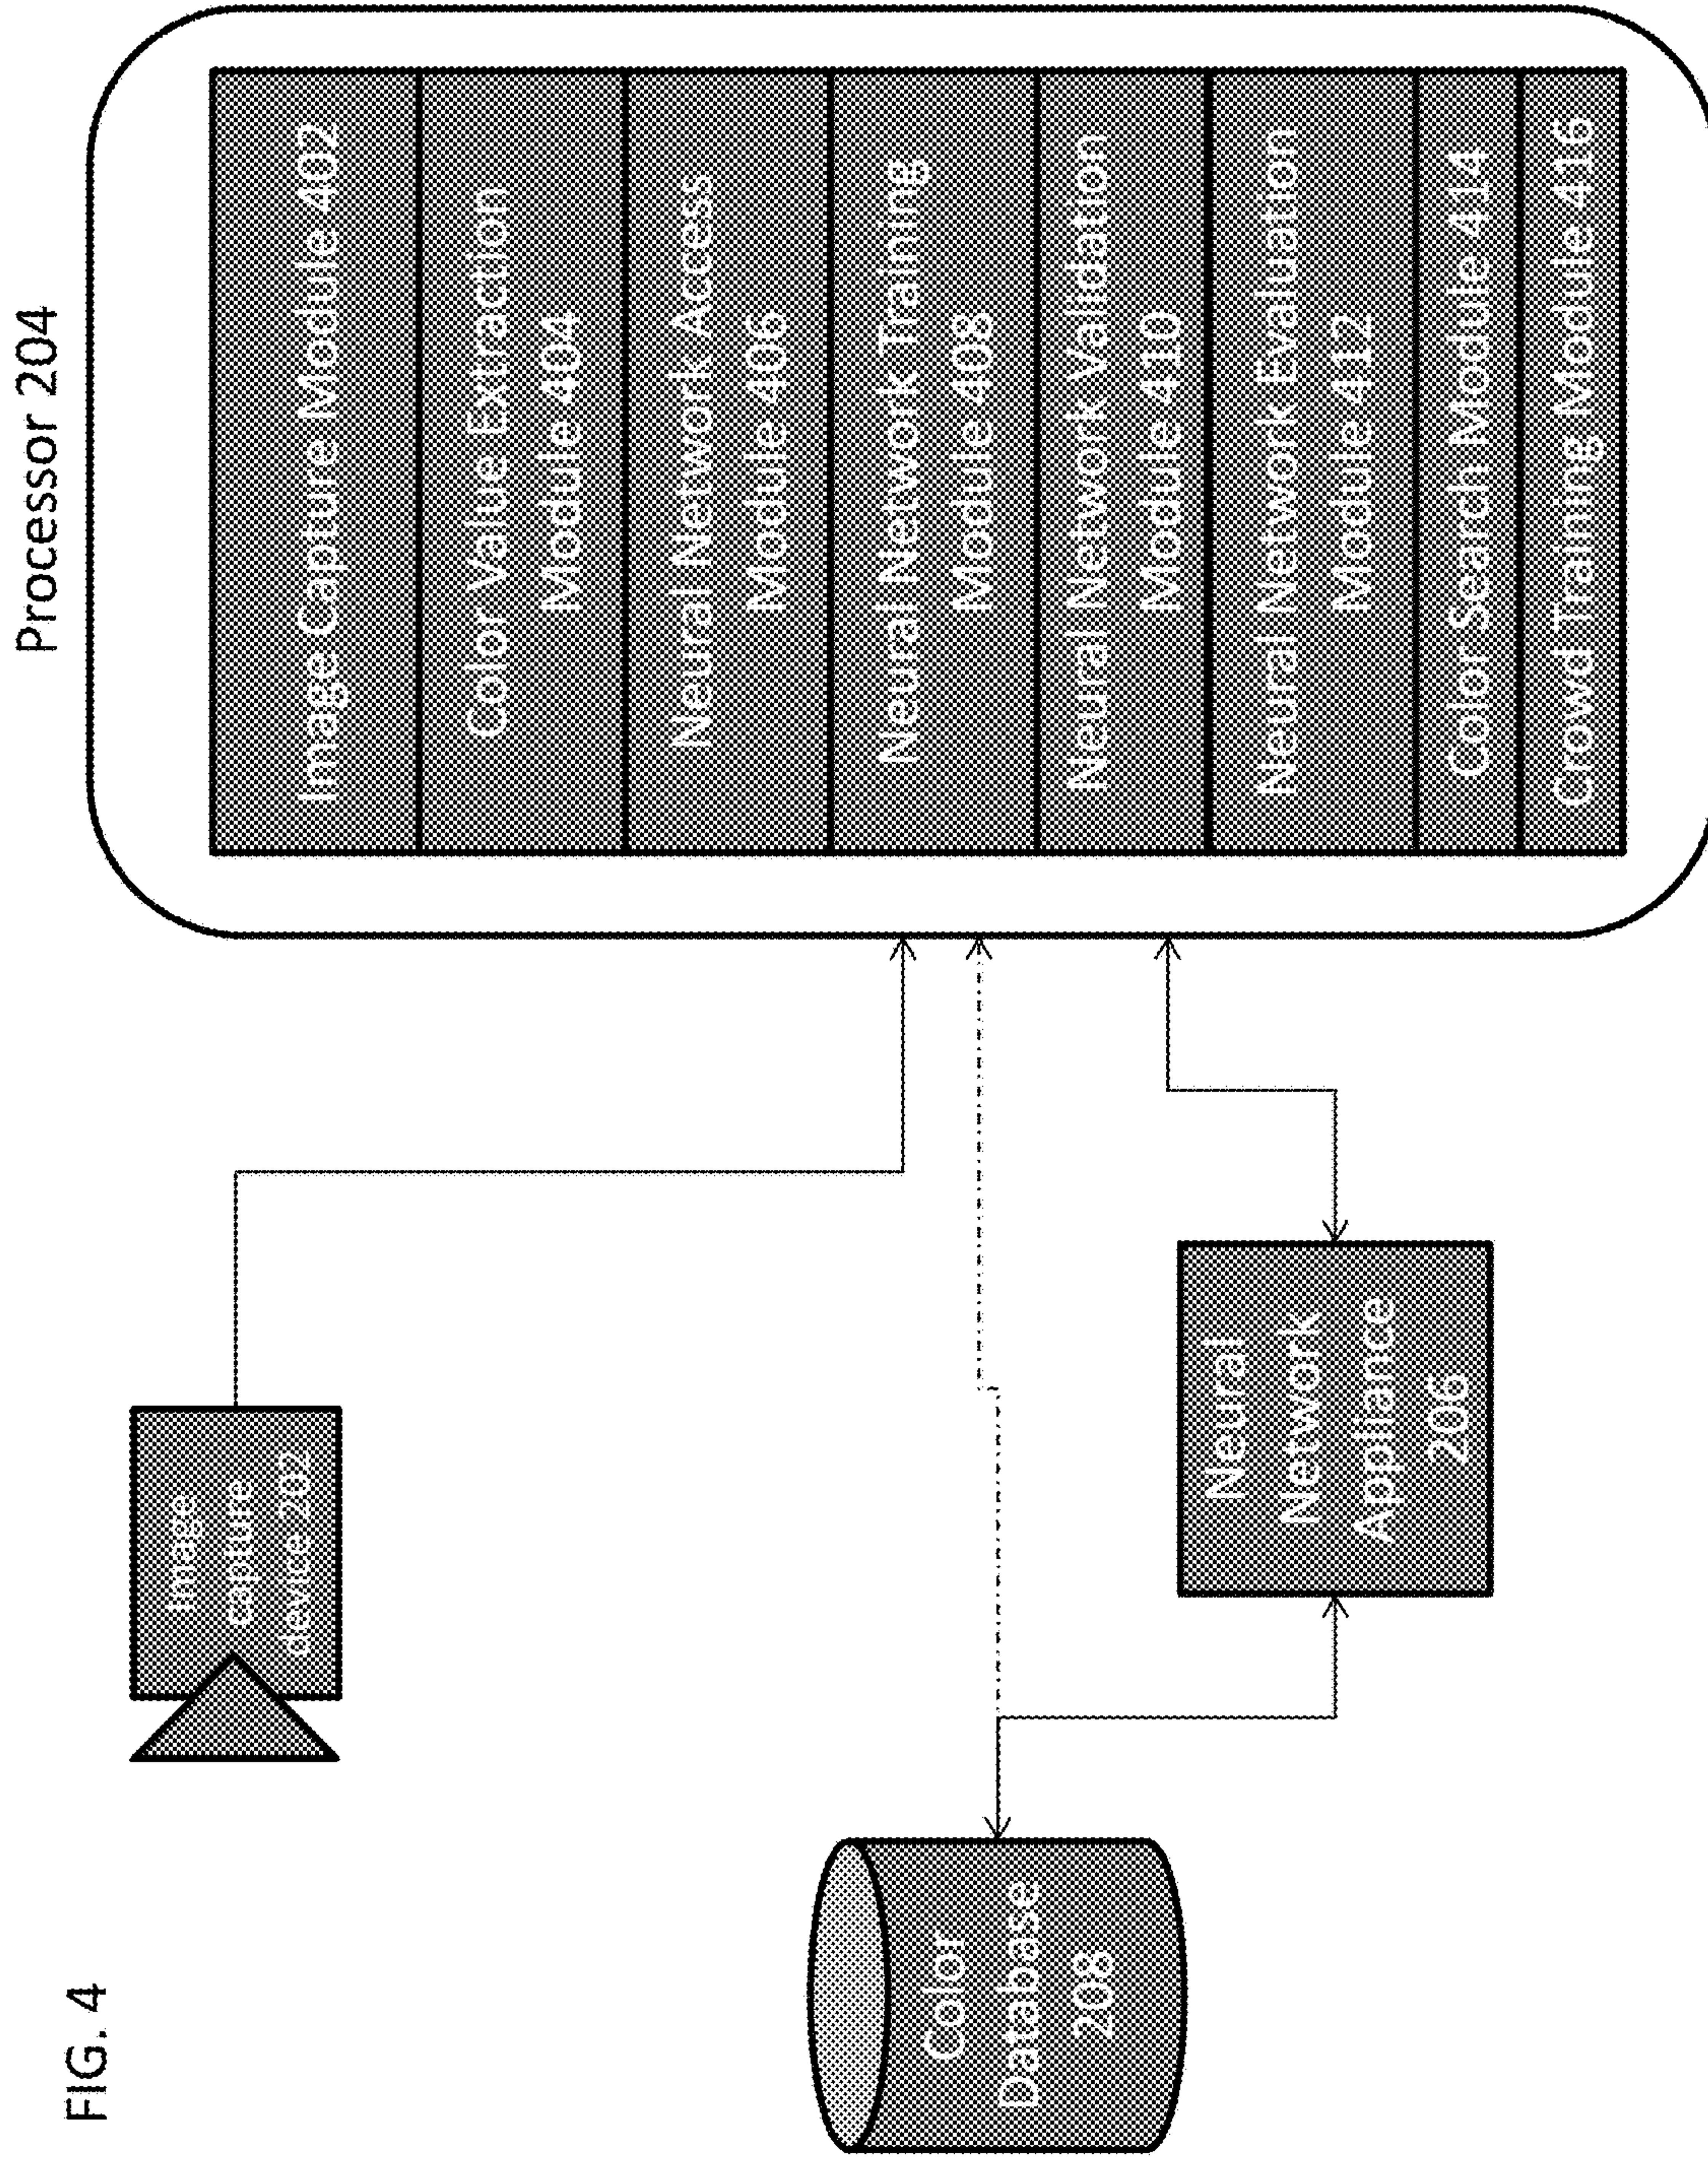 FIG. 4
Processor 204
Image
capture
device 202
Image Capture Module 402
Color Value Extraction
Module 404
Neural Network Access
Module 406
Neural Network Training
Module 408
Neural Network Validation
Module 410
Neural Network Evaluation
Module 412
Color Search Module 414
Crowd Training Module 416
Color
Database
208
Neural
Network
Appliance
206